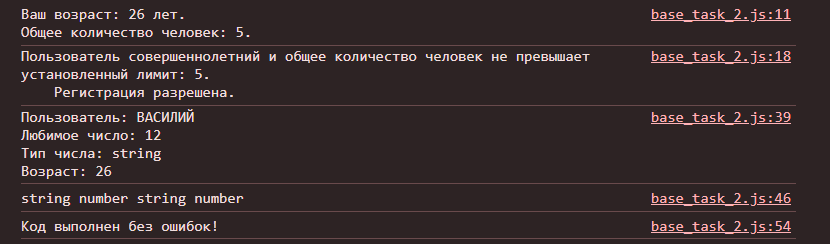 Ваш возраст: 26 лет. base_task_2.js:11
Общее количество человек: 5.
Пользователь совершеннолетний и общее количество человек не превышает base_task_2.js:18
установленный лимит: 5.
Регистрация разрешена.
Пользователь: ВАСИЛИЙ base_task_2.js:39
Любимое число: 12
Тип числа: string
Возраст: 26
string number string number base_task_2.js:46
Код выполнен без ошибок! base_task_2.js:54